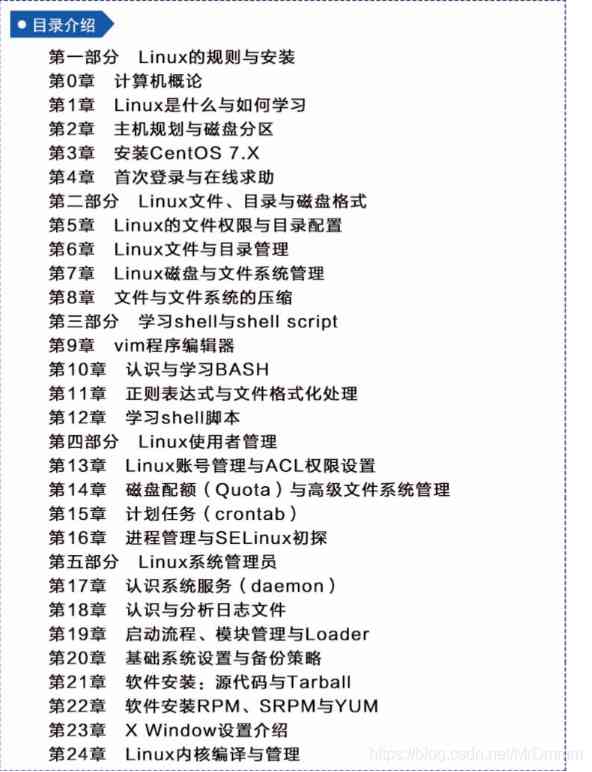 目录介绍
第一部分 Linux的规则与安装
第0章 计算机概论
第1章 Linux是什么与如何学习
第2章 主机规划与磁盘分区
第3章 安装CentOS 7.X
第4章 首次登录与在线求助
第二部分 Linux文件、目录与磁盘格式
第5章 Linux的文件权限与目录配置
第6章 Linux文件与目录管理
第7章 Linux磁盘与文件系统管理
第8章 文件与文件系统的压缩
第三部分 学习shell与shell script
第9章 vim程序编辑器
第10章 认识与学习BASH
第11章 正则表达式与文件格式化处理
第12章 学习shell脚本
第四部分 Linux使用者管理
第13章 Linux账号管理与ACL权限设置
第14章 磁盘配额（Quota）与高级文件系统管理
第15章 计划任务（crontab）
第16章 进程管理与SELinux初探
第五部分 Linux系统管理员
第17章 认识系统服务（daemon）
第18章 认识与分析日志文件
第19章 启动流程、模块管理与Loader
第20章 基础系统设置与备份策略
第21章 软件安装：源代码与Tarball
第22章 软件安装RPM、SRPM与YUM
第23章 X Window设置介绍
第24章 Linux内核编译与管理